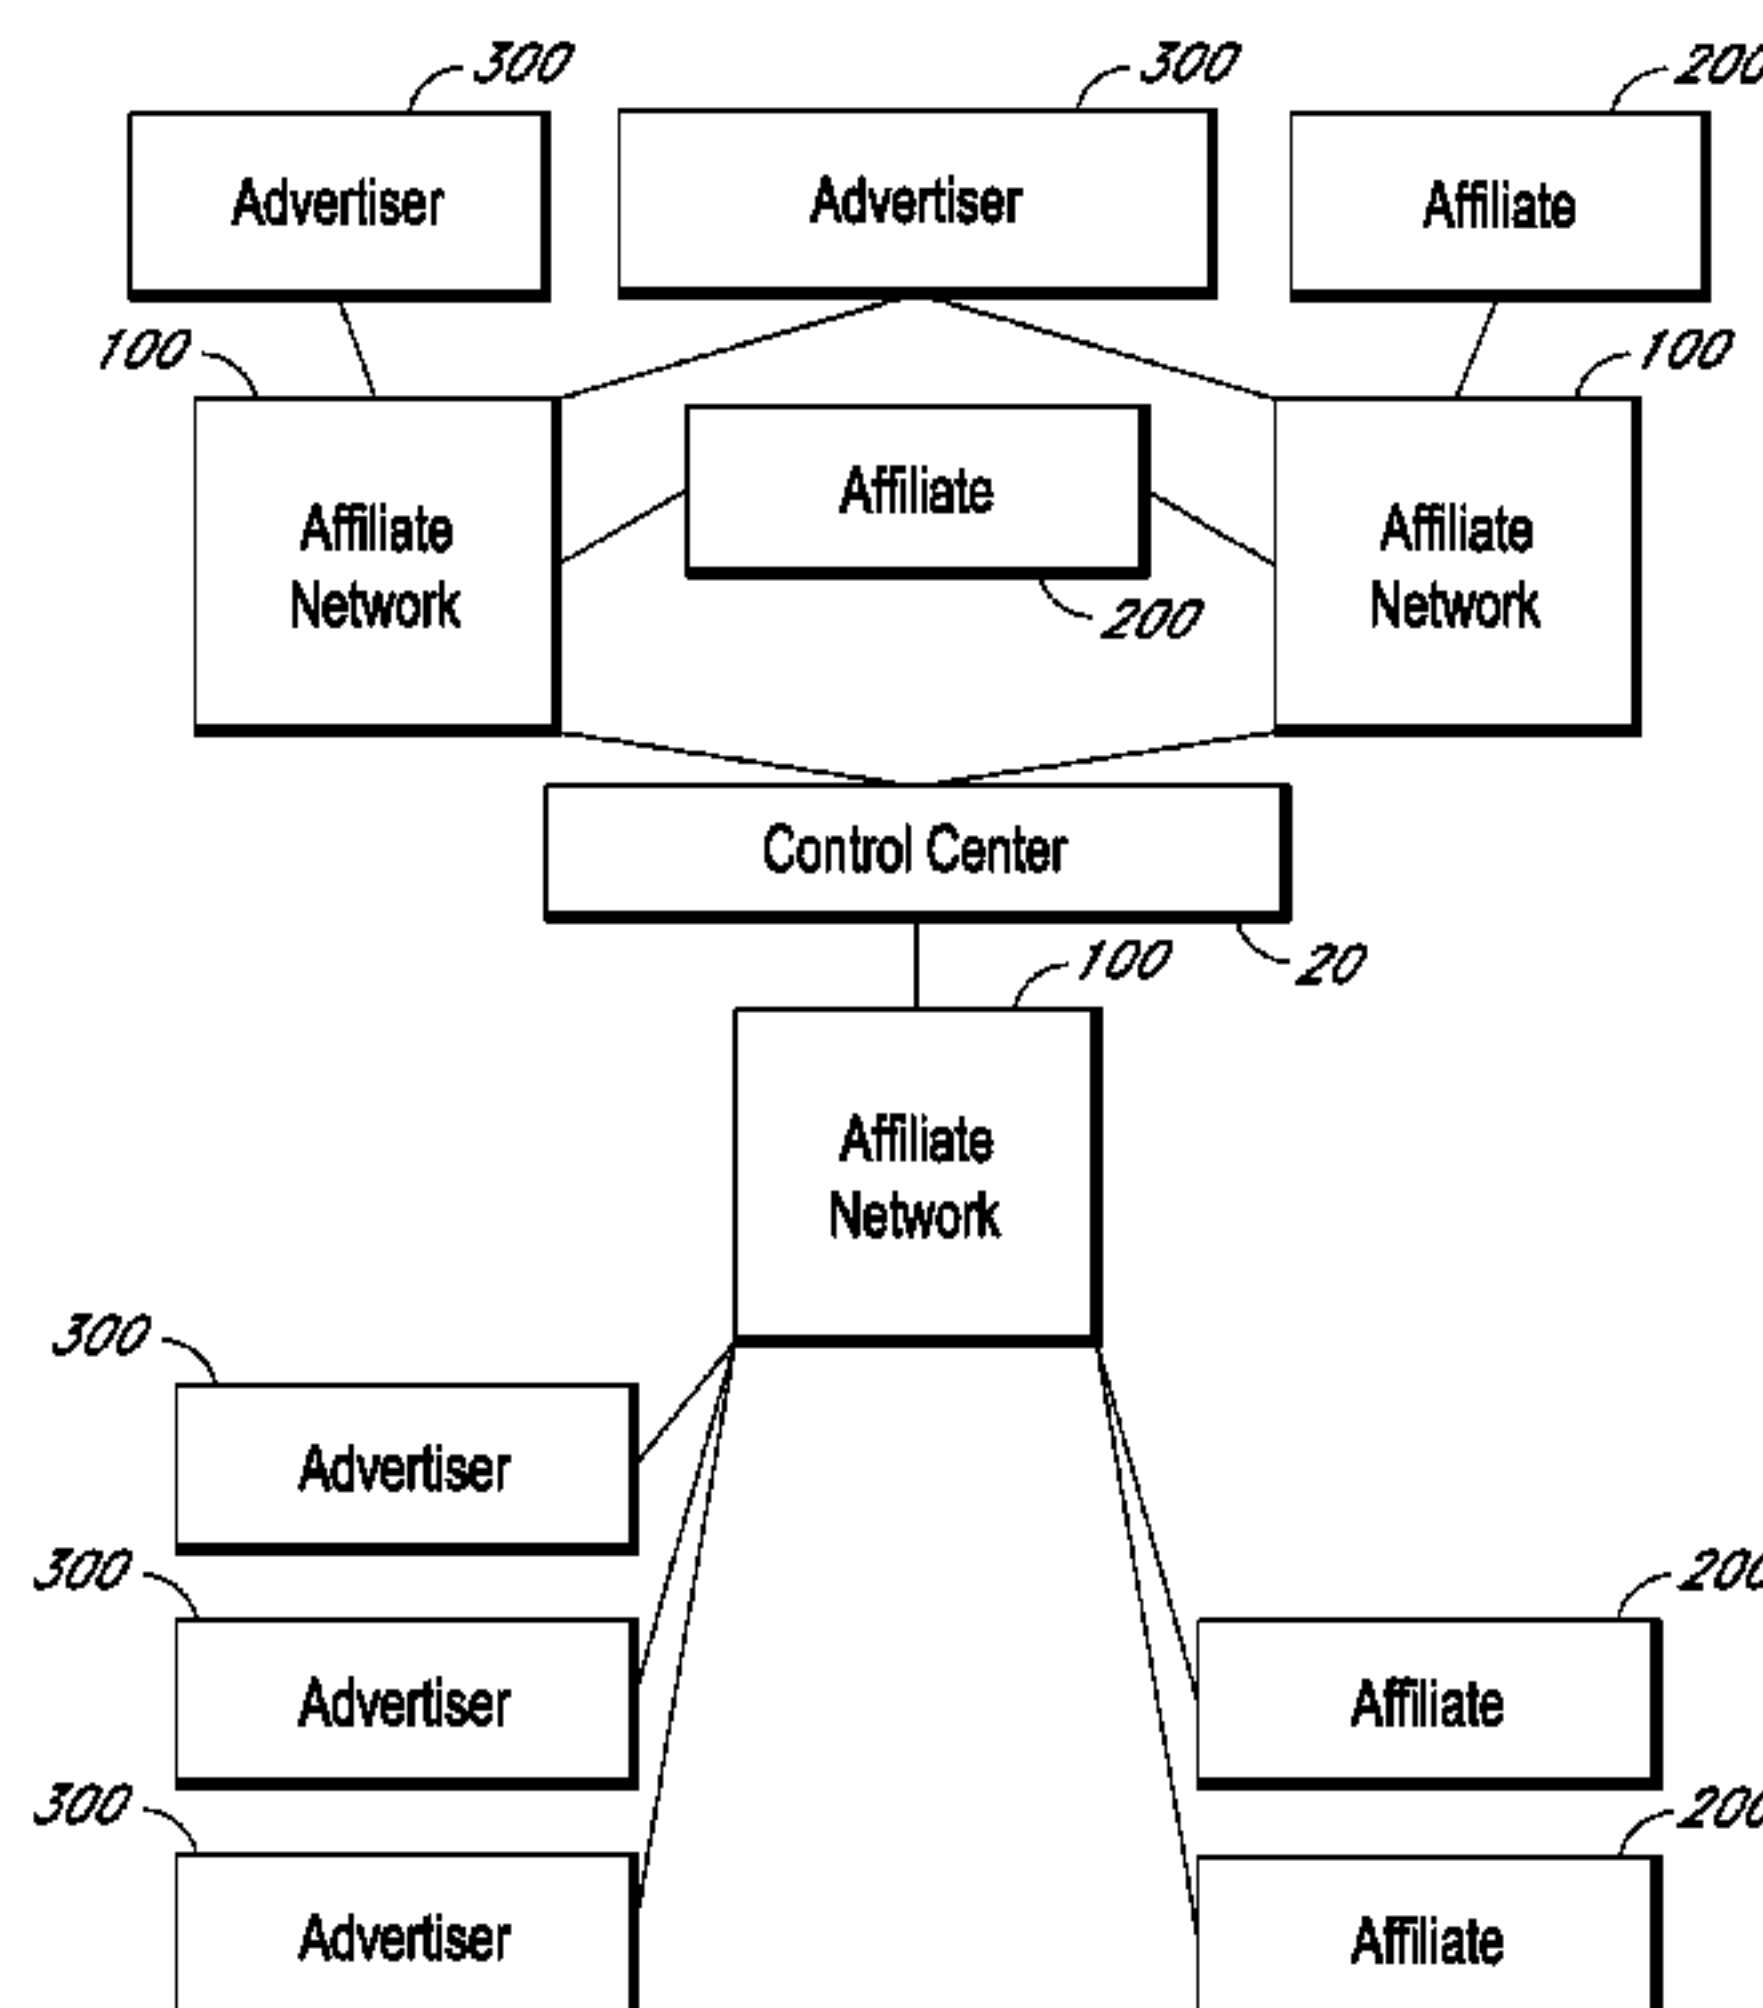 300
300
200
Advertiser
Advertiser
Affiliate
100
100
Affiliate
Network
Affiliate
200
Affiliate
Network
Control Center
20
100
Affiliate
Network
300
Advertiser
300
Advertiser
200
Affiliate
300
Advertiser
200
Affiliate